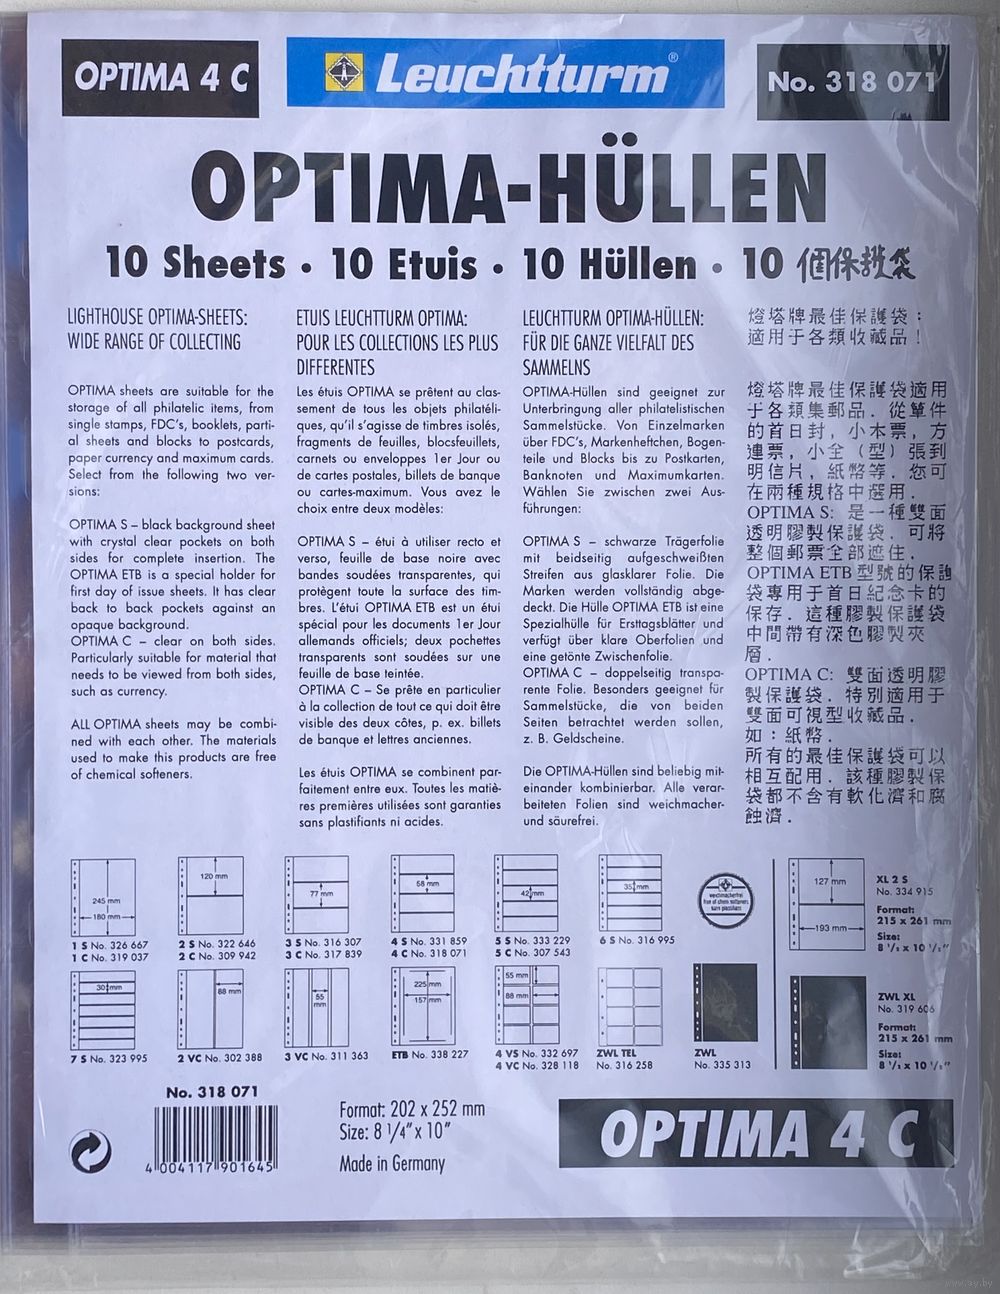 OPTIMA 4 C
Leuchtturm®
No. 318 071
OPTIMA-HÜLLEN
10 Sheets • 10 Etuis • 10 Hüllen • 10 個保護袋
LIGHTHOUSE OPTIMA-SHEETS:
WIDE RANGE OF COLLECTING
OPTIMA sheets are suitable for the
storage of all philatelic items, from
single stamps, FDC's, booklets, parti-
al sheets and blocks to postcards,
paper currency and maximum cards.
Select from the following two ver-
sions:
OPTIMA S – black background sheet
with crystal clear pockets on both
sides for complete insertion. The
OPTIMA ETB is a special holder for
first day of issue sheets. It has clear
back to back pockets against an
opaque background.
OPTIMA C – clear on both sides.
Particularly suitable for material that
needs to be viewed from both sides,
such as currency.
ALL OPTIMA sheets may be combi-
ned with each other. The materials
used to make this products are free
of chemical softeners.
ETUIS LEUCHTTURM OPTIMA:
POUR LES COLLECTIONS LES PLUS
DIFFERENTES
Les étuis OPTIMA se prêtent au clas-
sement de tous les objets philatéli-
ques, qu'il s'agisse de timbres isolés,
fragments de feuilles, blocsfeuillets,
carnets ou enveloppes 1er Jour ou
de cartes postales, billets de banque
ou cartes-maximum. Vous avez le
choix entre deux modèles:
OPTIMA S – étui à utiliser recto et
verso, feuille de base noire avec
bandes soudées transparentes, qui
protègent toute la surface des tim-
bres. L'étui OPTIMA ETB est un étui
spécial pour les documents 1er Jour
allemands officiels; deux pochettes
transparents sont soudées sur une
feuille de base teintée.
OPTIMA C – Se prête en particulier
à la collection de tout ce qui doit être
visible des deux côtes, p. ex. billets
de banque et lettres anciennes.
Les étuis OPTIMA se combinent par-
faitement entre eux. Toutes les matiè-
res premières utilisées sont garanties
sans plastifiants ni acides.
LEUCHTTURM OPTIMA-HÜLLEN:
FÜR DIE GANZE VIELFALT DES
SAMMELNS
OPTIMA-Hüllen sind geeignet zur
Unterbringung aller philatelistischen
Sammelstücke. Von Einzelmarken
über FDC's, Markenheftchen, Bogen-
teile und Blocks bis zu Postkarten,
Banknoten und Maximumkarten.
Wählen Sie zwischen zwei Aus-
führungen:
OPTIMA S – schwarze Trägerfolie
mit beidseitig aufgeschweißten
Streifen aus glasklarer Folie. Die
Marken werden vollständig abge-
deckt. Die Hülle OPTIMA ETB ist eine
Spezialhülle für Ersttagsblätter und
verfügt über klare Oberfolien und
eine getönte Zwischenfolie.
OPTIMA C – doppelseitig transpa-
rente Folie. Besonders geeignet für
Sammelstücke, die von beiden
Seiten betrachtet werden sollen,
z. B. Geldscheine.
Die OPTIMA-Hüllen sind beliebig mit-
einander kombinierbar. Alle verar-
beiteten Folien sind weichmacher-
und säurefrei.
燈塔牌最佳保護袋：
適用于各類收藏品！
燈塔牌最佳保護袋適用
于各類集郵品．從單件
的首日封，小本票，方
連票，小全（型）張到
明信片，紙幣等．您可
在兩種規格中選用．
OPTIMA S: 是一種雙面
透明膠製保護袋．可將
整個郵票全部遮住．
OPTIMA ETB 型號的保護
袋專用于首日紀念卡的
保存．這種膠製保護袋
中間帶有深色膠製夾
層．
OPTIMA C: 雙面透明膠
製保護袋．特別適用于
雙面可視型收藏品．
如：紙幣．
所有的最佳保護袋可以
相互配用．該種膠製保
袋都不含有軟化濟和腐
蝕濟．
245 mm
180 mm
1 S No. 326 667
1 C No. 319 037
120 mm
2 S No. 322 646
2 C No. 309 942
77 mm
3 S No. 316 307
3 C No. 317 839
58 mm
4 S No. 331 859
4 C No. 318 071
42 mm
5 S No. 333 229
5 C No. 307 543
35 mm
6 S No. 316 995
weichmacherfrei
free of chem softeners
sans plastifiants
127 mm
193 mm
XL 2 S
No. 334 915
Format:
215 x 261 mm
Size:
8 1/2 x 10 1/2"
30 mm
7 S No. 323 995
88 mm
2 VC No. 302 388
55 mm
3 VC No. 311 363
225 mm
157 mm
ETB No. 338 227
55 mm
88 mm
4 VS No. 332 697
4 VC No. 328 118
ZWL TEL
No. 316 258
ZWL
No. 335 313
ZWL XL
No. 319 606
Format:
215 x 261 mm
Size:
8 1/2 x 10 1/2"
No. 318 071
4 004117 901645
Format: 202 x 252 mm
Size: 8 1/4" x 10"
Made in Germany
OPTIMA 4 C
www.ay.by